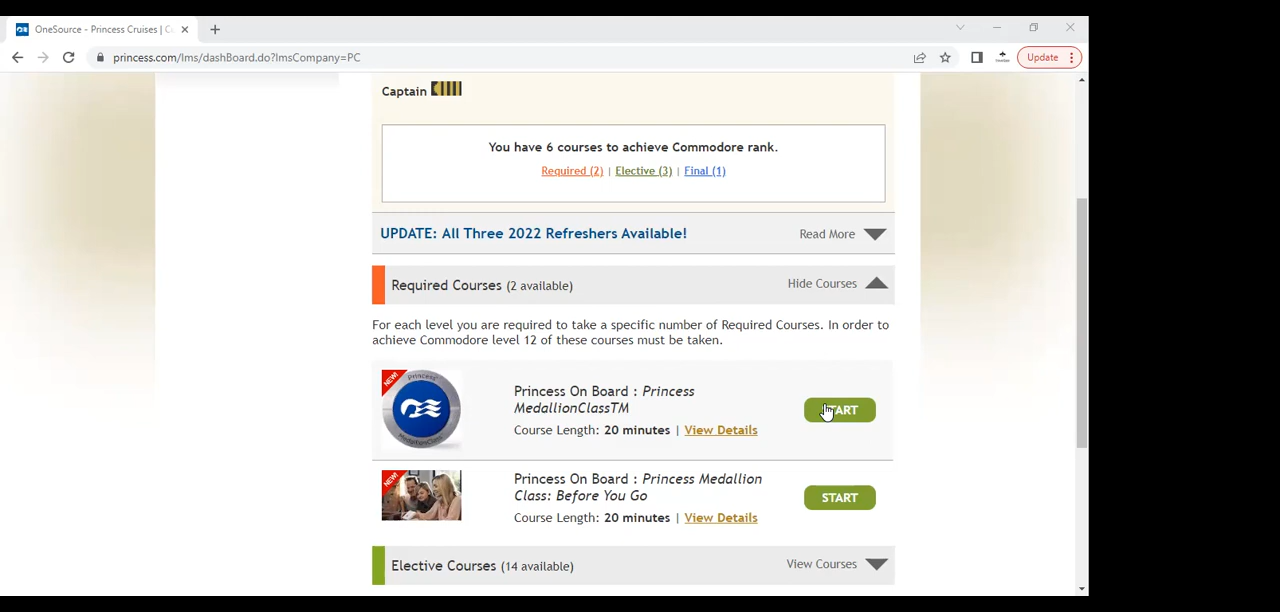 OneSource - Princess Cruises | C
princess.com/lms/dashBoard.do?lmsCompany=PC
Update
Captain
You have 6 courses to achieve Commodore rank.
Required (2) | Elective (3) | Final (1)
UPDATE: All Three 2022 Refreshers Available!
Read More
Required Courses (2 available)
Hide Courses
For each level you are required to take a specific number of Required Courses. In order to
achieve Commodore level 12 of these courses must be taken.
NEW!
Princess
MedallionClass
Princess On Board : Princess
MedallionClassTM
Course Length: 20 minutes | View Details
START
NEW!
Princess On Board : Princess Medallion
Class: Before You Go
Course Length: 20 minutes | View Details
START
Elective Courses (14 available)
View Courses